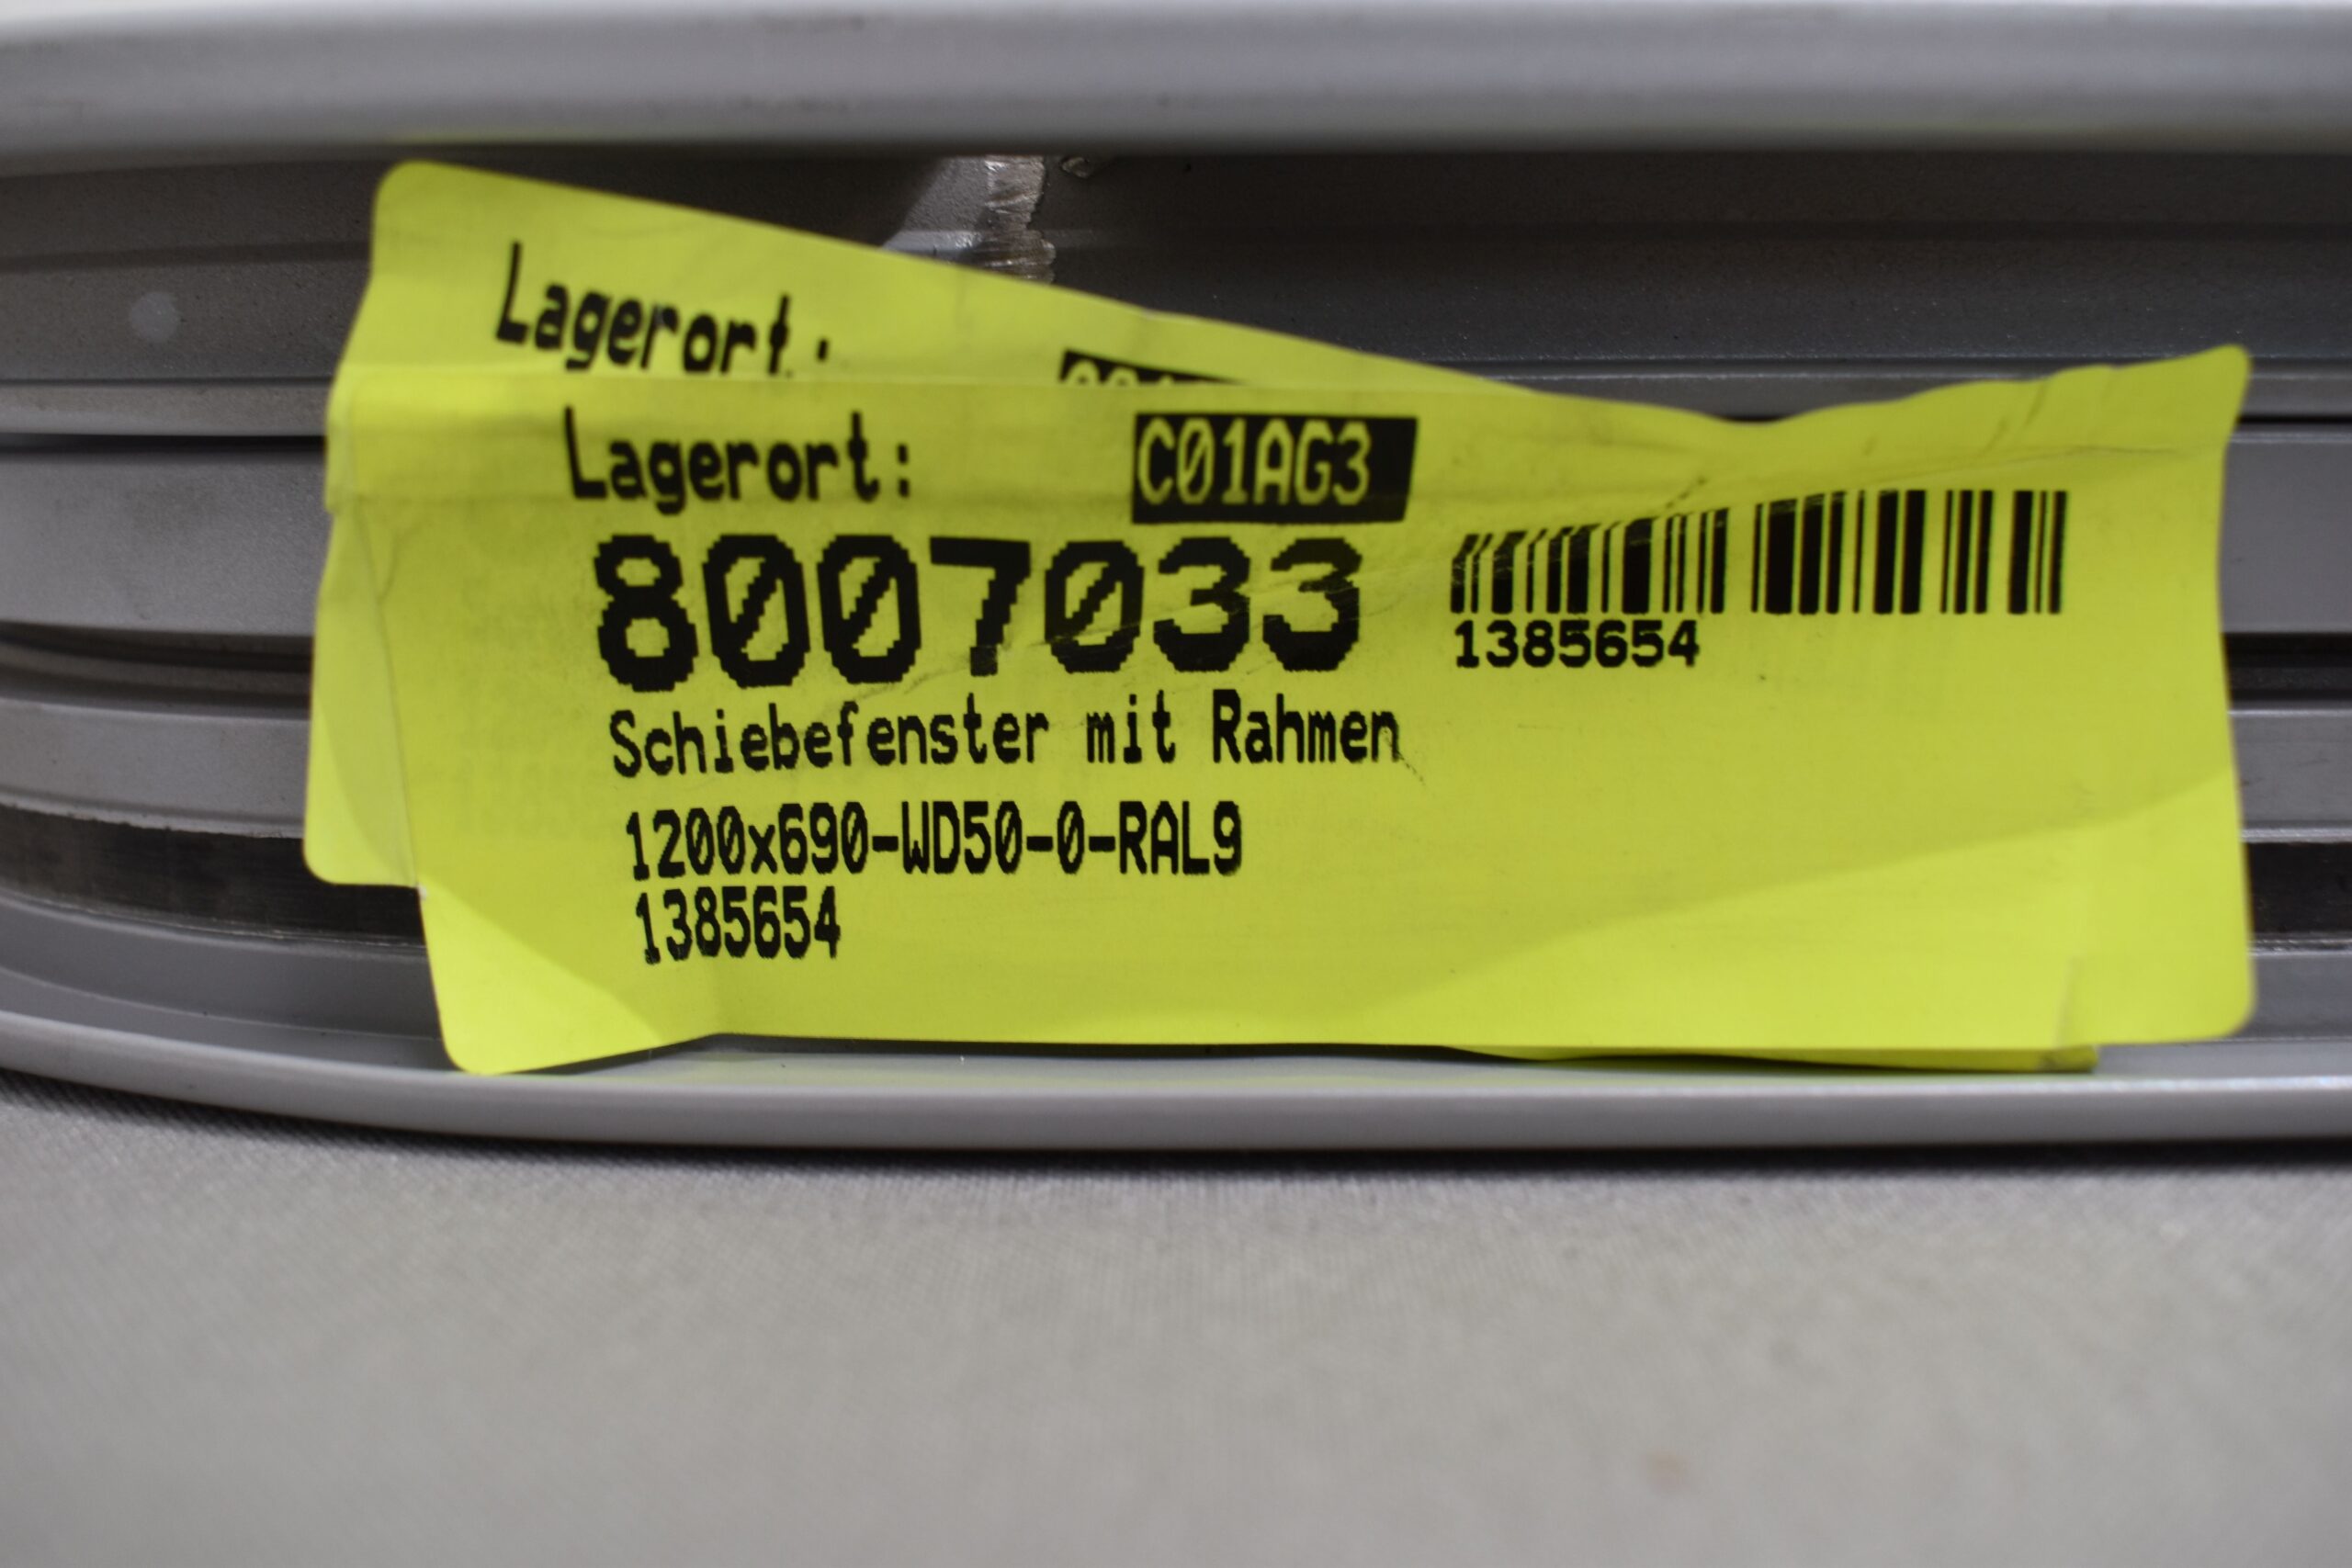 Lagerort:
Lagerort: C01AG3
8007033
1385654
Schiebefenster mit Rahmen
1200x690-WD50-0-RAL9
1385654